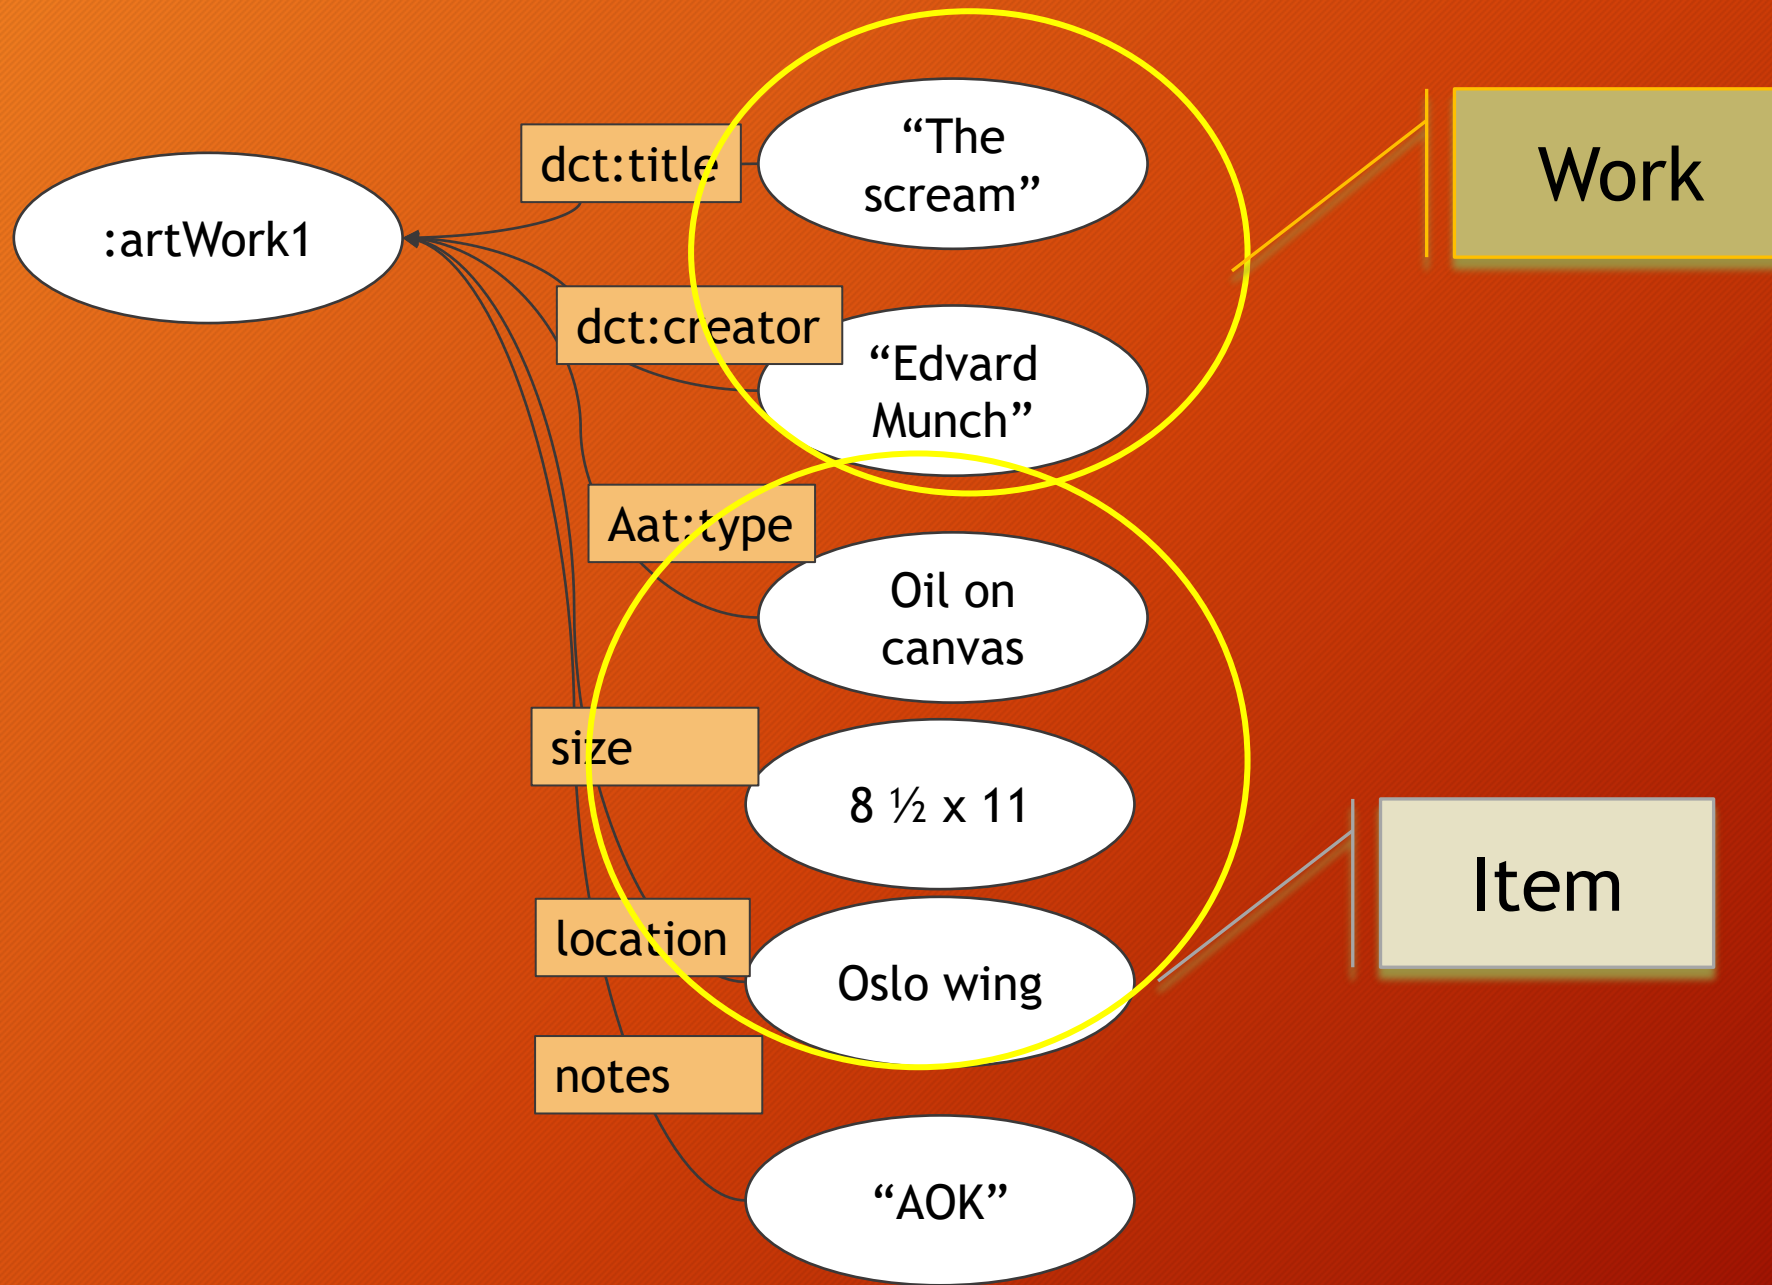 :artWork1
dct:title
“The
scream”
Work
dct:creator
“Edvard
Munch”
Aat:type
Oil on
canvas
size
8 ½ x 11
Item
location
Oslo wing
notes
“AOK”